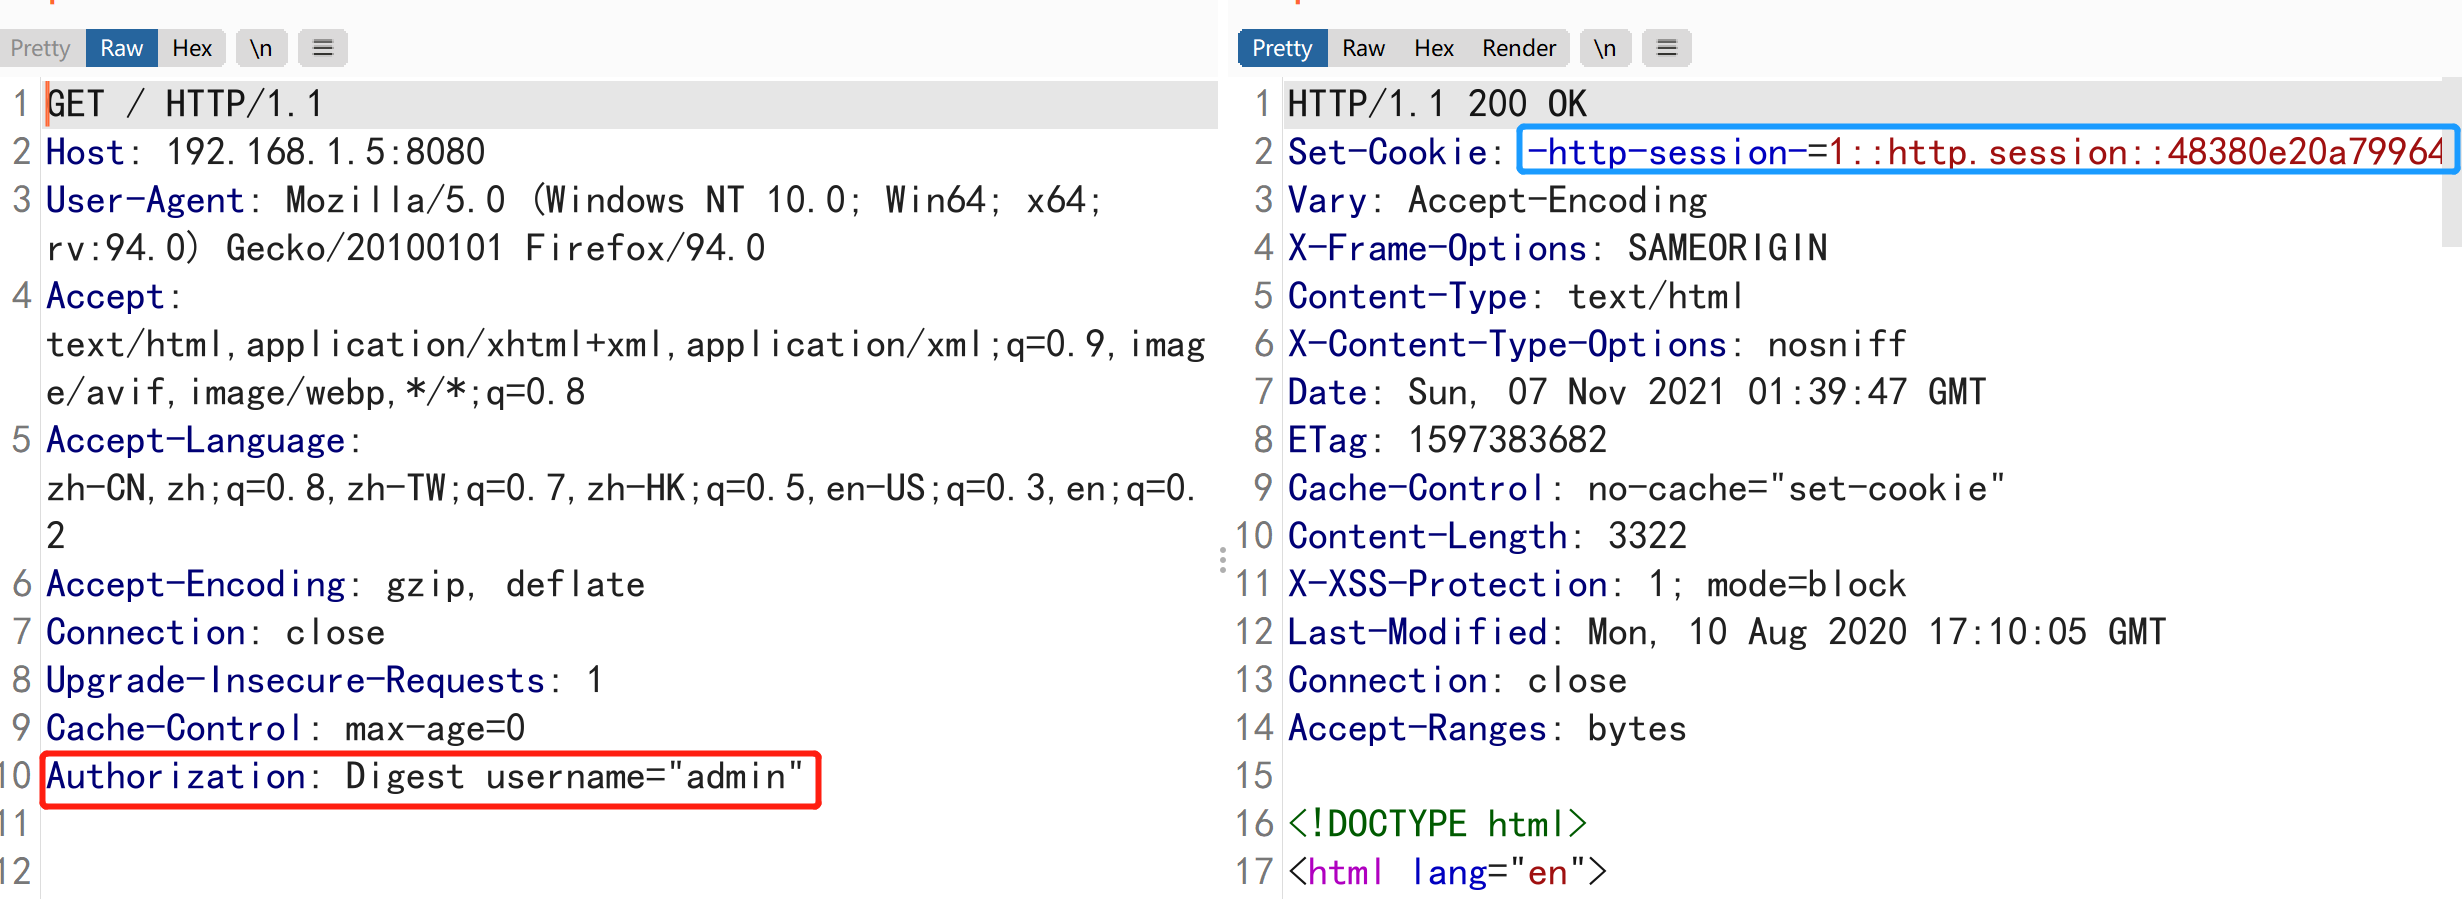 Pretty Raw Hex \n
1 GET / HTTP/1.1
2 Host: 192.168.1.5:8080
3 User-Agent: Mozilla/5.0 (Windows NT 10.0; Win64; x64;
rv:94.0) Gecko/20100101 Firefox/94.0
4 Accept:
text/html,application/xhtml+xml,application/xml;q=0.9,imag
e/avif,image/webp,*/*;q=0.8
5 Accept-Language:
zh-CN,zh;q=0.8,zh-TW;q=0.7,zh-HK;q=0.5,en-US;q=0.3,en;q=0.
2
6 Accept-Encoding: gzip, deflate
7 Connection: close
8 Upgrade-Insecure-Requests: 1
9 Cache-Control: max-age=0
10 Authorization: Digest username="admin"
11
12
Pretty Raw Hex Render \n
1 HTTP/1.1 200 OK
2 Set-Cookie: -http-session-=1::http.session::48380e20a79964
3 Vary: Accept-Encoding
4 X-Frame-Options: SAMEORIGIN
5 Content-Type: text/html
6 X-Content-Type-Options: nosniff
7 Date: Sun, 07 Nov 2021 01:39:47 GMT
8 ETag: 1597383682
9 Cache-Control: no-cache="set-cookie"
10 Content-Length: 3322
11 X-XSS-Protection: 1; mode=block
12 Last-Modified: Mon, 10 Aug 2020 17:10:05 GMT
13 Connection: close
14 Accept-Ranges: bytes
15
16 <!DOCTYPE html>
17 <html lang="en">